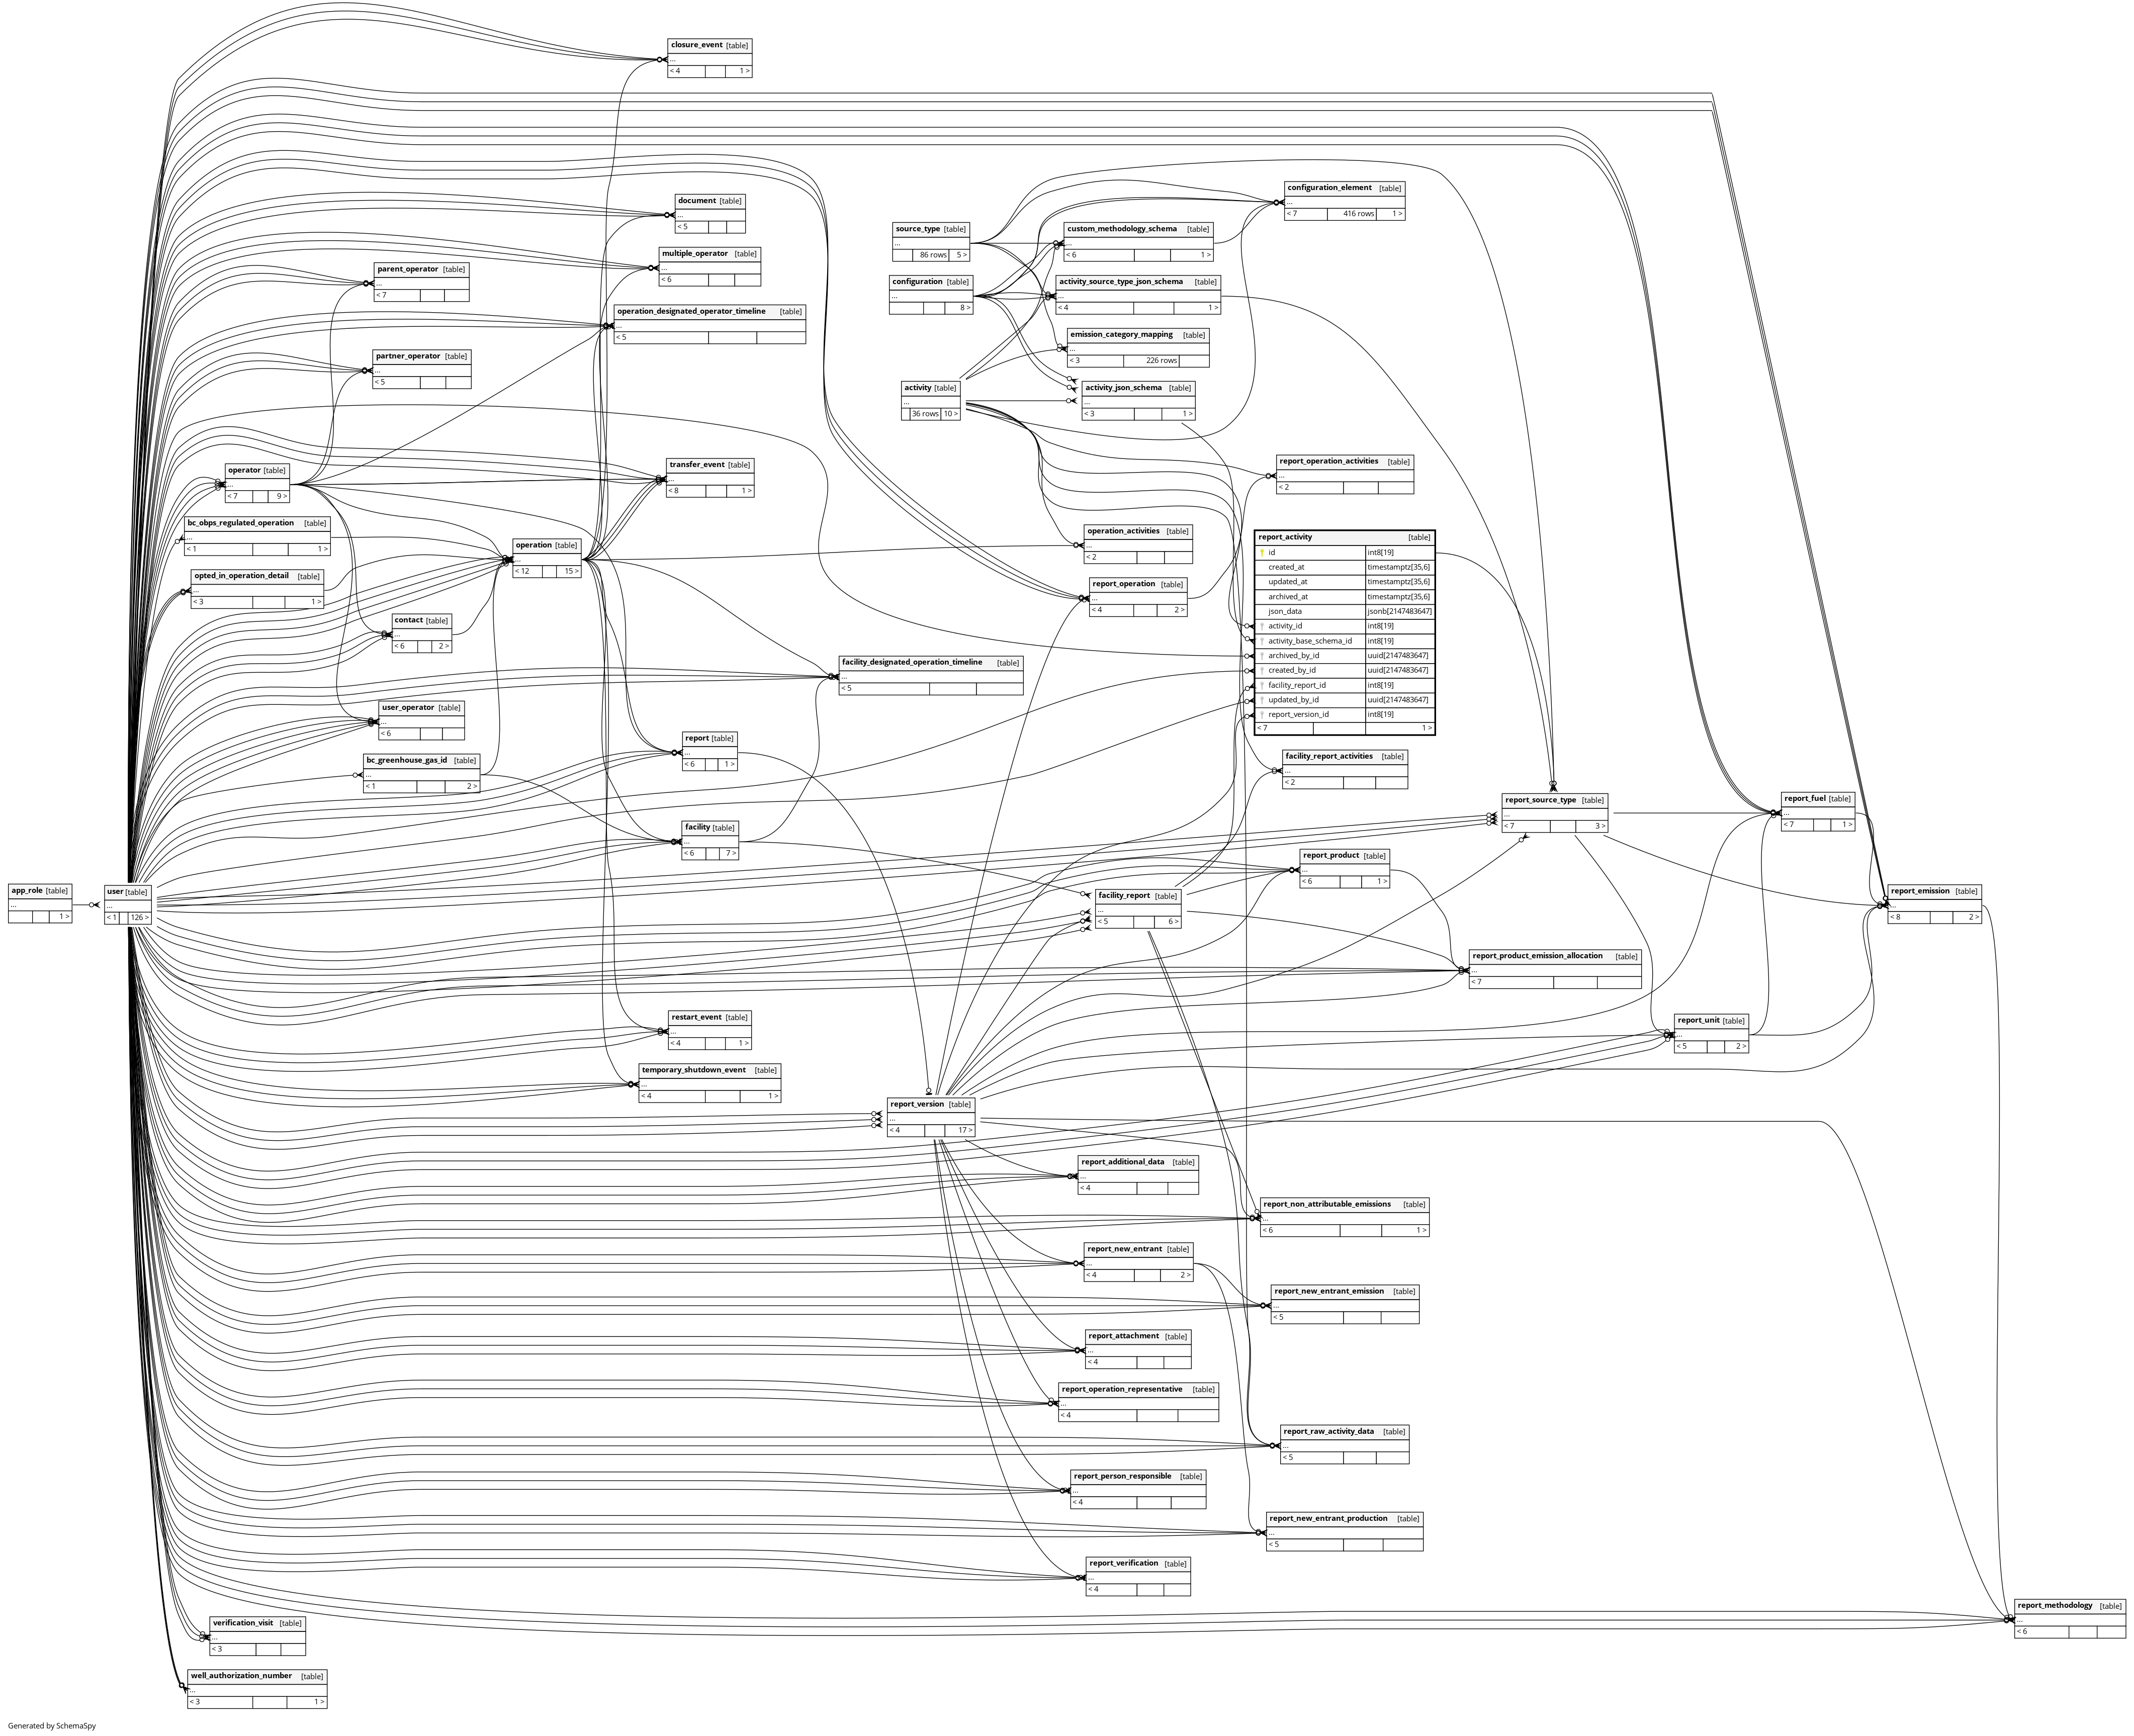 closure_event [table]
...
< 4 1 >
document [table]
...
< 5
multiple_operator [table]
...
< 6
parent_operator [table]
...
< 7
operation_designated_operator_timeline [table]
...
< 5
partner_operator [table]
...
< 5
operator [table]
...
< 7 9 >
transfer_event [table]
...
< 8 1 >
bc_obps_regulated_operation [table]
...
< 1 1 >
operation [table]
...
< 12 15 >
opted_in_operation_detail [table]
...
< 3 1 >
contact [table]
...
< 6 2 >
user_operator [table]
...
< 6
bc_greenhouse_gas_id [table]
...
< 1 2 >
facility_designated_operation_timeline [table]
...
< 5
report [table]
...
< 6 1 >
facility [table]
...
< 6 7 >
app_role [table]
...
1 >
user [table]
...
< 1 126 >
restart_event [table]
...
< 4 1 >
temporary_shutdown_event [table]
...
< 4 1 >
configuration_element [table]
...
< 7 416 rows 1 >
source_type [table]
...
86 rows 5 >
custom_methodology_schema [table]
...
< 6 1 >
configuration [table]
...
8 >
activity_source_type_json_schema [table]
...
< 4 1 >
emission_category_mapping [table]
...
< 3 226 rows
activity [table]
...
36 rows 10 >
activity_json_schema [table]
...
< 3 1 >
report_operation_activities [table]
...
< 2
operation_activities [table]
...
< 2
report_operation [table]
...
< 4 2 >
report_activity [table]
id int8[19]
created_at timestamptz[35,6]
updated_at timestamptz[35,6]
archived_at timestamptz[35,6]
json_data jsonb[2147483647]
activity_id int8[19]
activity_base_schema_id int8[19]
archived_by_id uuid[2147483647]
created_by_id uuid[2147483647]
facility_report_id int8[19]
updated_by_id uuid[2147483647]
report_version_id int8[19]
< 7 1 >
facility_report_activities [table]
...
< 2
report_source_type [table]
...
< 7 3 >
report_fuel [table]
...
< 7 1 >
report_product [table]
...
< 6 1 >
facility_report [table]
...
< 5 6 >
report_emission [table]
...
< 8 2 >
report_product_emission_allocation [table]
...
< 7
report_unit [table]
...
< 5 2 >
report_version [table]
...
< 4 17 >
report_additional_data [table]
...
< 4
report_non_attributable_emissions [table]
...
< 6 1 >
report_new_entrant [table]
...
< 4 2 >
report_new_entrant_emission [table]
...
< 5
report_attachment [table]
...
< 4
report_operation_representative [table]
...
< 4
report_raw_activity_data [table]
...
< 5
report_person_responsible [table]
...
< 4
report_new_entrant_production [table]
...
< 5
report_verification [table]
...
< 4
report_methodology [table]
...
< 6
verification_visit [table]
...
< 3
well_authorization_number [table]
...
< 3 1 >
Generated by SchemaSpy